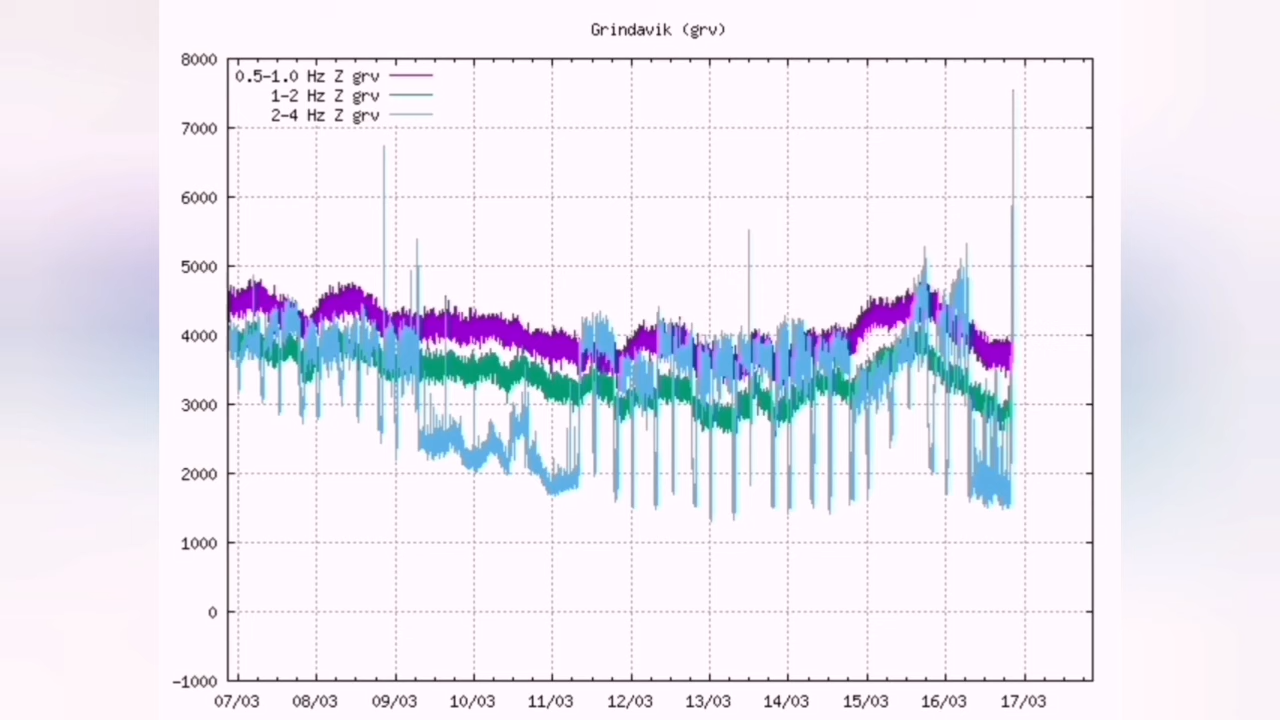 Grindavik (grv)
8000
0.5-1.0 Hz Z grv
1-2 Hz Z grv
2-4 Hz Z grv
7000
6000
5000
4000
3000
2000
1000
0
-1000
07/03 08/03 09/03 10/03 11/03 12/03 13/03 14/03 15/03 16/03 17/03